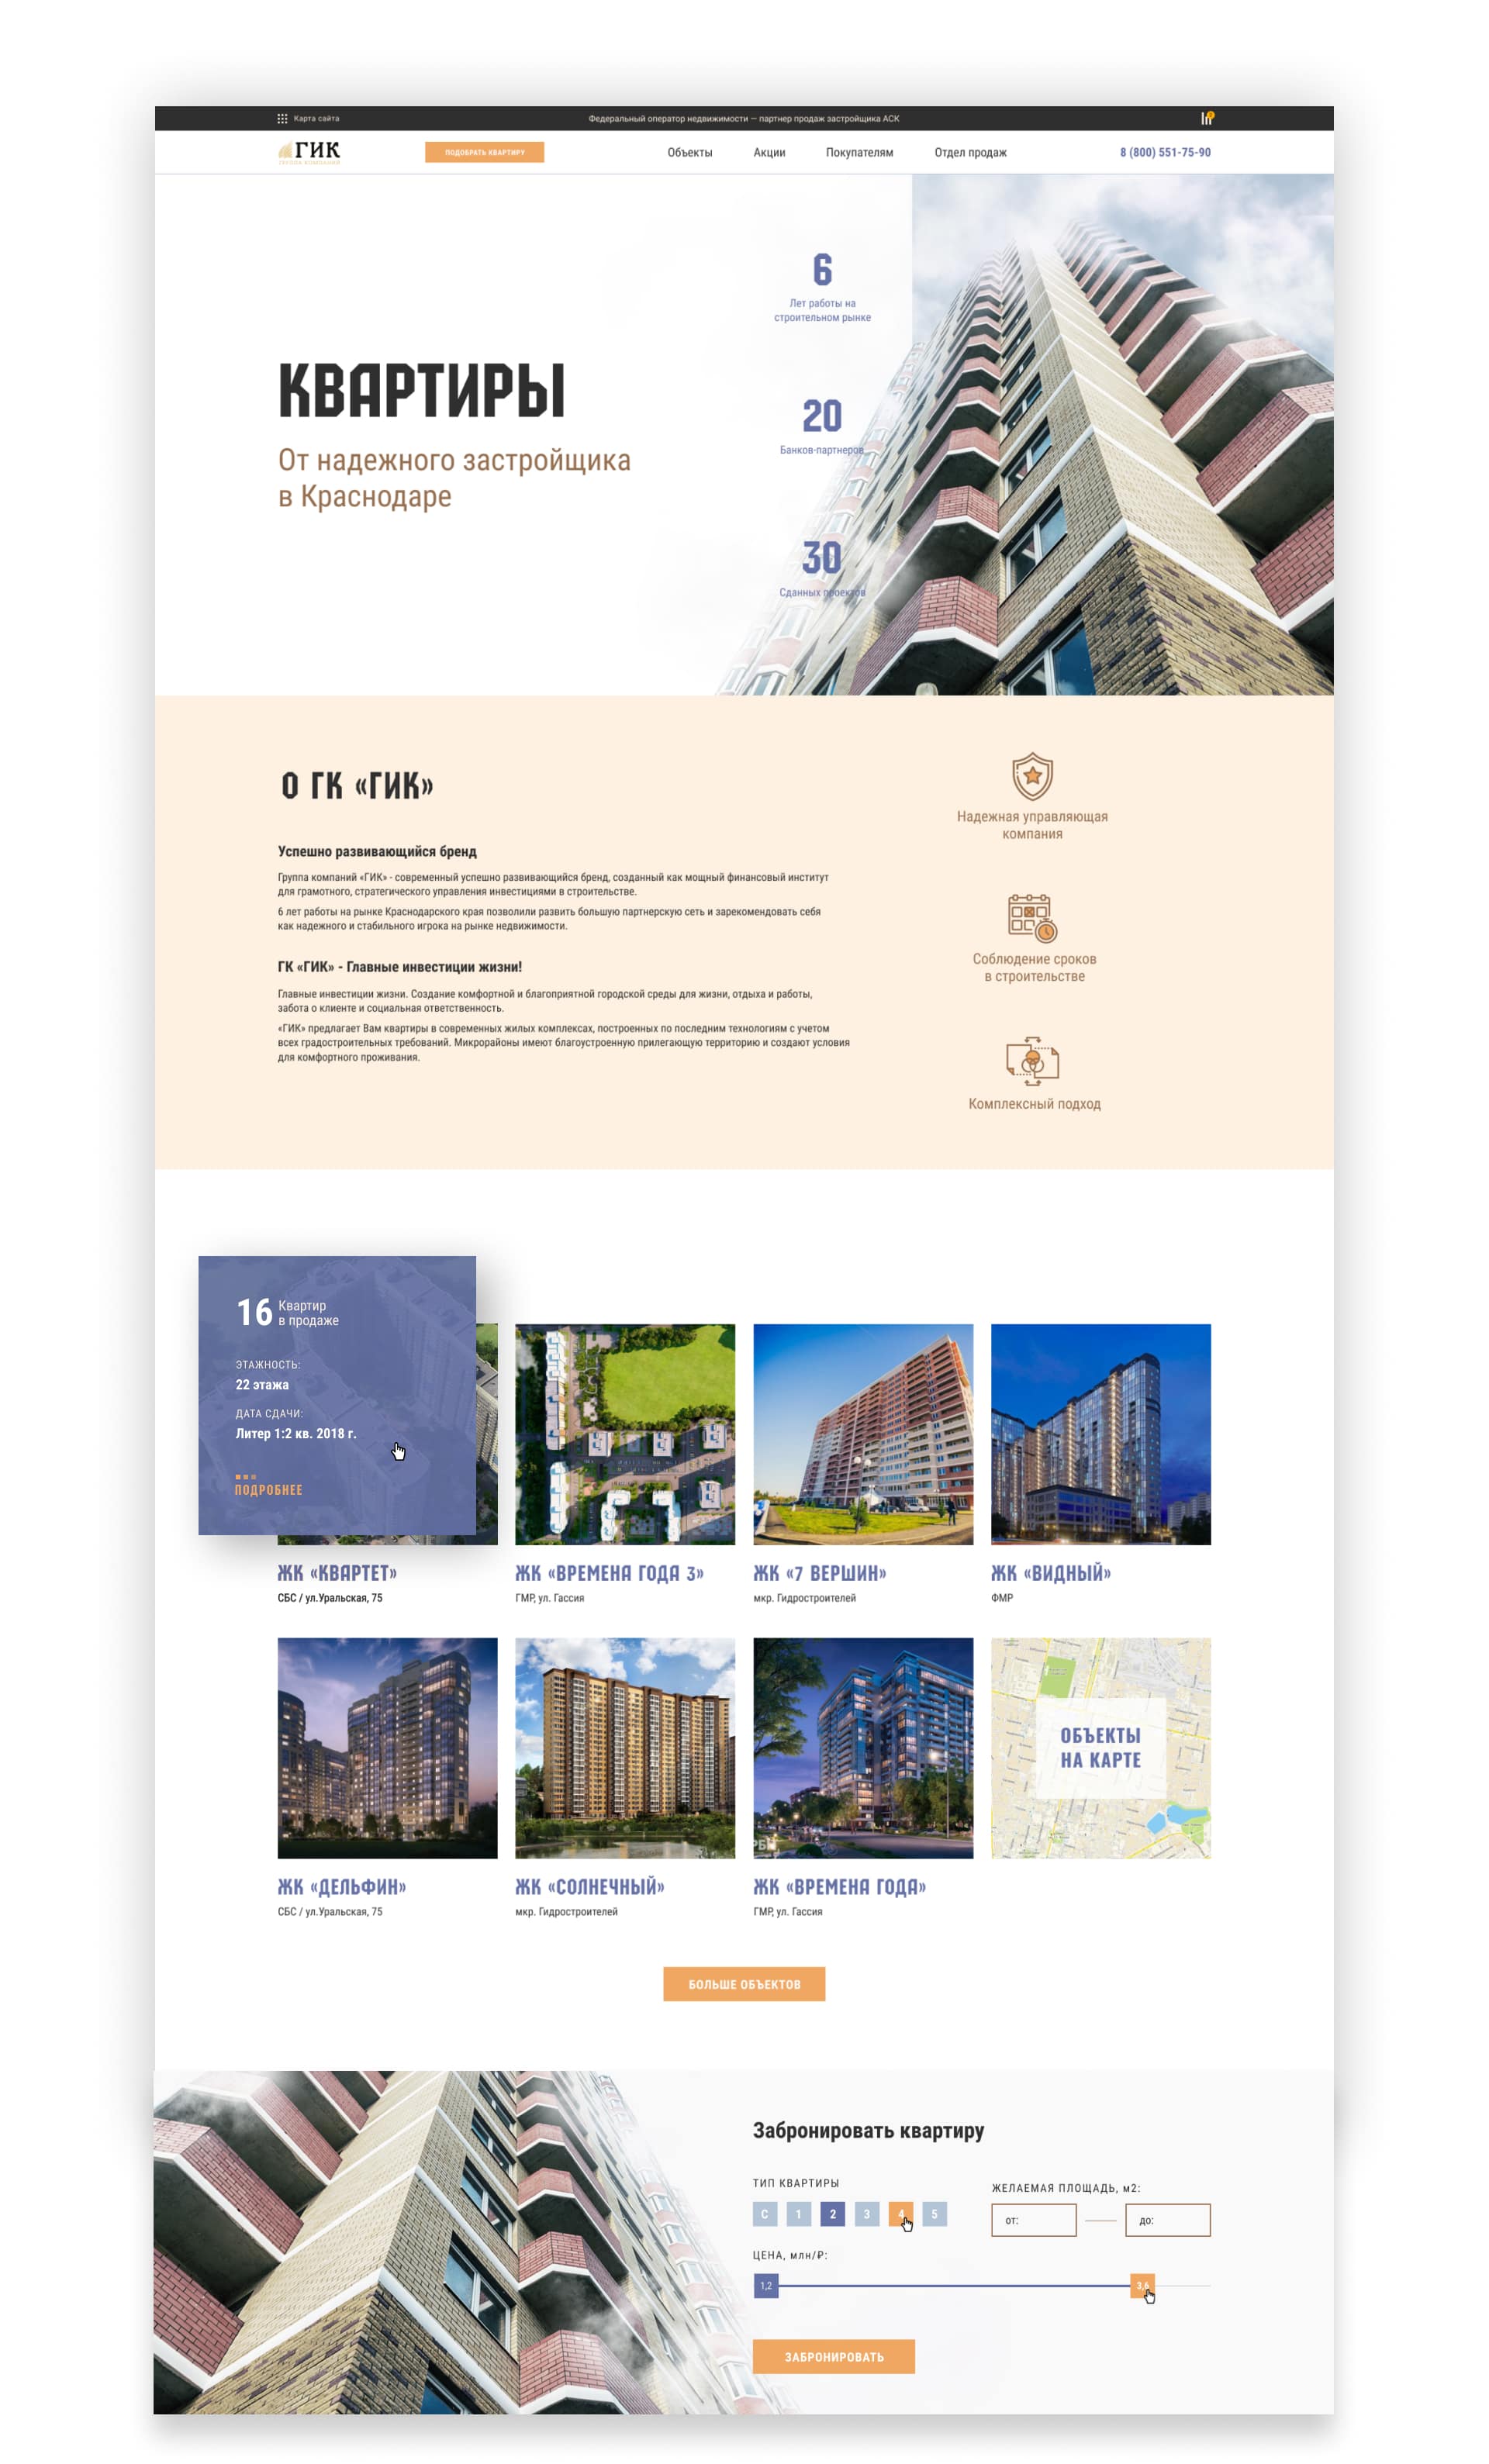 Карта сайта
Федеральный оператор недвижимости — партнер продаж застройщика АСК
ГИК
ГРУППА КОМПАНИЙ
ПОДОБРАТЬ КВАРТИРУ
Объекты
Акции
Покупателям
Отдел продаж
8 (800) 551-75-90
6
Лет работы на
строительном рынке
КВАРТИРЫ
От надежного застройщика
в Краснодаре
20
Банков-партнеров
30
Сданных проектов
О ГК «ГИК»
Успешно развивающийся бренд
Группа компаний «ГИК» - современный успешно развивающийся бренд, созданный как мощный финансовый институт
для грамотного, стратегического управления инвестициями в строительстве.
6 лет работы на рынке Краснодарского края позволили развить большую партнерскую сеть и зарекомендовать себя
как надежного и стабильного игрока на рынке недвижимости.
ГК «ГИК» - Главные инвестиции жизни!
Главные инвестиции жизни. Создание комфортной и благоприятной городской среды для жизни, отдыха и работы,
забота о клиенте и социальная ответственность.
«ГИК» предлагает Вам квартиры в современных жилых комплексах, построенных по последним технологиям с учетом
всех градостроительных требований. Микрорайоны имеют благоустроенную прилегающую территорию и создают условия
для комфортного проживания.
Надежная управляющая
компания
Соблюдение сроков
в строительстве
Комплексный подход
16 Квартир
в продаже
ЭТАЖНОСТЬ:
22 этажа
ДАТА СДАЧИ:
Литер 1:2 кв. 2018 г.
ПОДРОБНЕЕ
ЖК «КВАРТЕТ»
СБС / ул.Уральская, 75
ЖК «ВРЕМЕНА ГОДА 3»
ГМР, ул. Гассия
ЖК «7 ВЕРШИН»
мкр. Гидростроителей
ЖК «ВИДНЫЙ»
ФМР
ОБЪЕКТЫ
НА КАРТЕ
ЖК «ДЕЛЬФИН»
СБС / ул.Уральская, 75
ЖК «СОЛНЕЧНЫЙ»
мкр. Гидростроителей
ЖК «ВРЕМЕНА ГОДА»
ГМР, ул. Гассия
БОЛЬШЕ ОБЪЕКТОВ
Забронировать квартиру
ТИП КВАРТИРЫ
С 1 2 3 4 5
ЖЕЛАЕМАЯ ПЛОЩАДЬ, м2:
от:
до:
ЦЕНА, млн/₽:
1,2
3,6
ЗАБРОНИРОВАТЬ